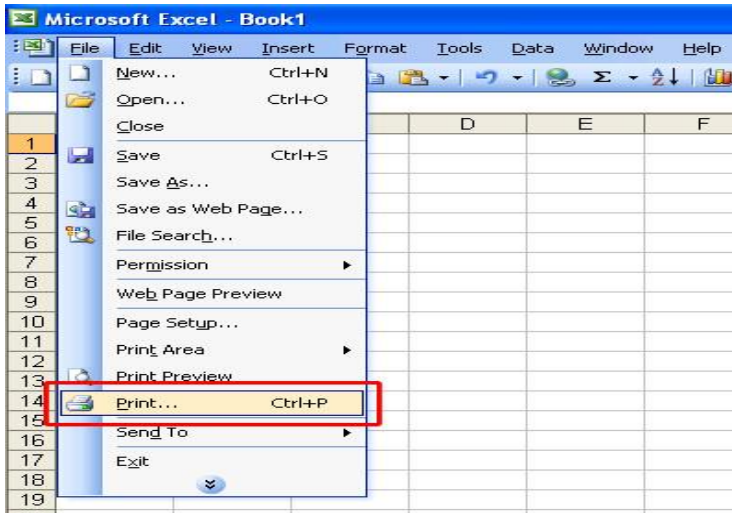 Microsoft Excel - Book1
File Edit View Insert Format Tools Data Window Help
New... Ctrl+N
Open... Ctrl+O
Close
Save Ctrl+S
Save As...
Save as Web Page...
File Search...
Permission
Web Page Preview
Page Setup...
Print Area
Print Preview
Print... Ctrl+P
Send To
Exit
D E F
1
2
3
4
5
6
7
8
9
10
11
12
13
14
15
16
17
18
19